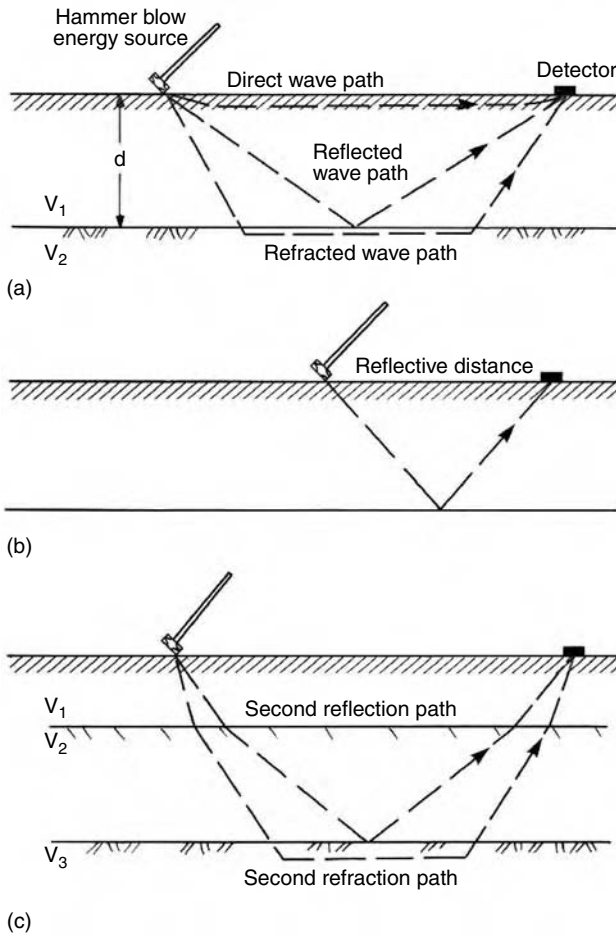 Hammer blow
energy source
Direct wave path
Detector
d
Reflected
wave path
V₁
V₂
Refracted wave path
(a)
Reflective distance
(b)
V₁
Second reflection path
V₂
V₃
Second refraction path
(c)